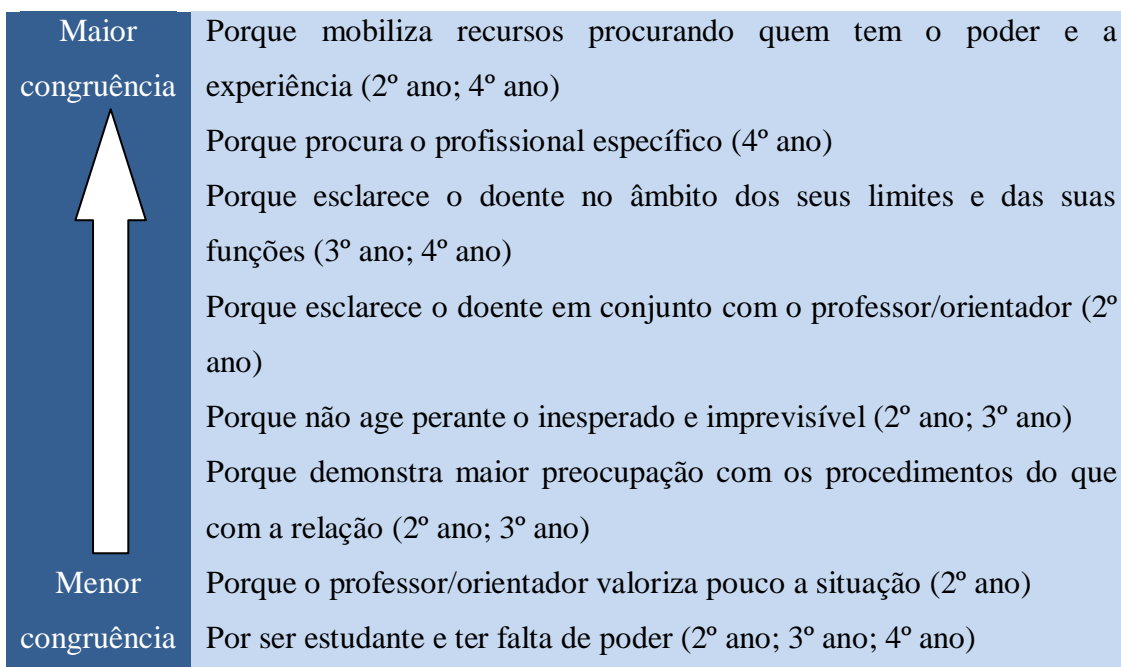 Maior
congruência
Porque mobiliza recursos procurando quem tem o poder e a
experiência (2º ano; 4º ano)
Porque procura o profissional específico (4º ano)
Porque esclarece o doente no âmbito dos seus limites e das suas
funções (3º ano; 4º ano)
Porque esclarece o doente em conjunto com o professor/orientador (2º
ano)
Porque não age perante o inesperado e imprevisível (2º ano; 3º ano)
Porque demonstra maior preocupação com os procedimentos do que
com a relação (2º ano; 3º ano)
Menor
congruência
Porque o professor/orientador valoriza pouco a situação (2º ano)
Por ser estudante e ter falta de poder (2º ano; 3º ano; 4º ano)